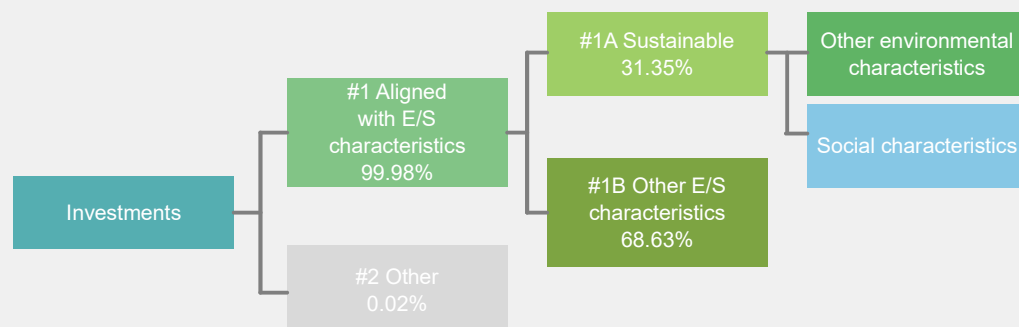 Investments
#1 Aligned
with E/S
characteristics
99.98%
#2 Other
0.02%
#1A Sustainable
31.35%
#1B Other E/S
characteristics
68.63%
Other environmental
characteristics
Social characteristics